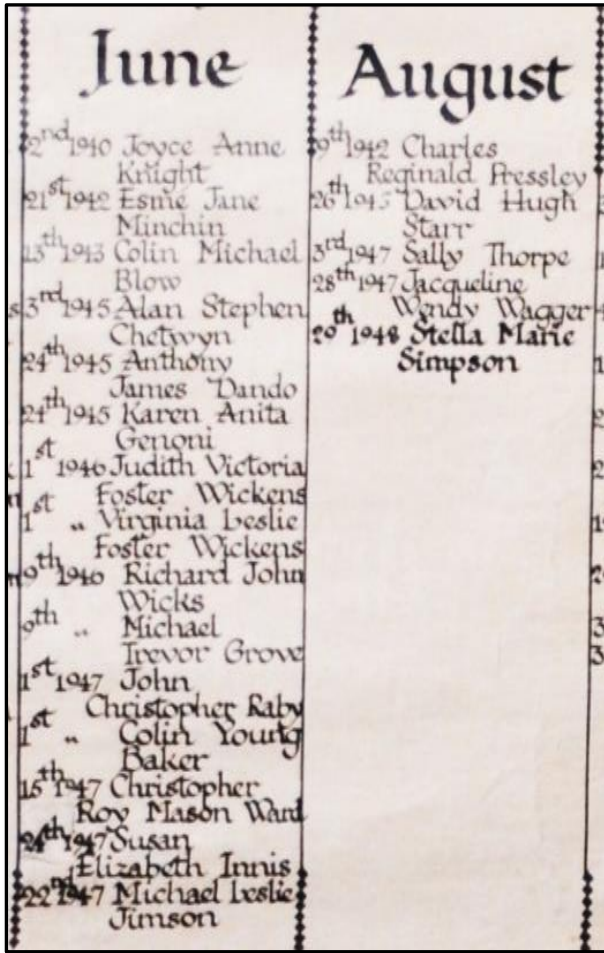 June
2nd 1940 Joyce Anne
Knight
21st 1942 Esmé Jane
Minchin
13th 1943 Colin Michael
Blow
3rd 1945 Alan Stephen
Chetwyn
24th 1945 Anthony
James Dando
24th 1945 Karen Anita
Genoni
1st 1946 Judith Victoria
Foster Wickens
1st " Virginia Leslie
Foster Wickens
9th 1946 Richard John
Wicks
9th " Michael
Trevor Grove
1st 1947 John
Christopher Raby
1st " Colin Young
Baker
15th 1947 Christopher
Roy Mason Ward
24th 1947 Susan
Elizabeth Innis
22nd 1947 Michael Leslie
Jimson
August
9th 1942 Charles
Reginald Pressley
26th 1943 David Hugh
Starr
3rd 1947 Sally Thorpe
28th 1947 Jacqueline
Wendy Wagger
29th 1948 Stella Marie
Simpson